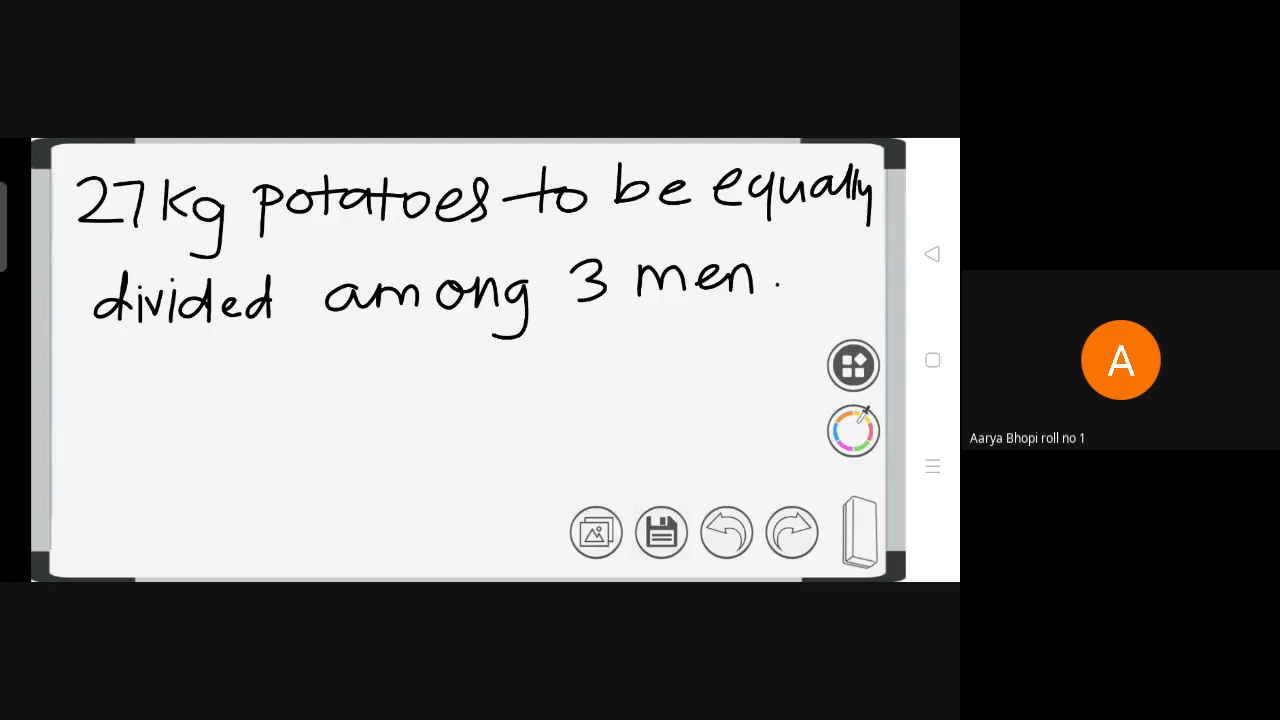 27 Kg potatoes to be equally
divided among 3 men.
A
Aarya Bhopi roll no 1